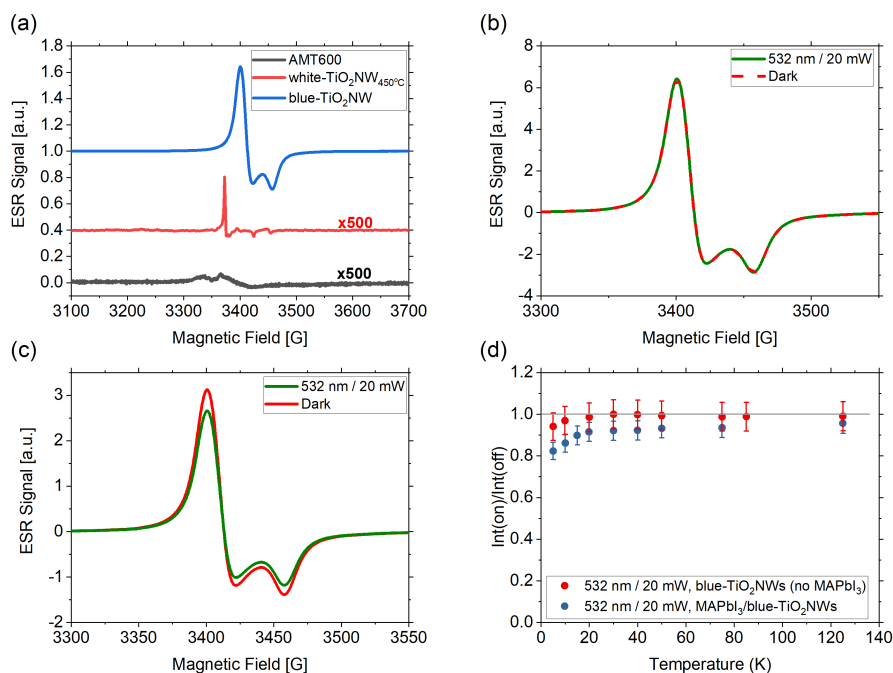 (a)
ESR Signal [a.u.]
1.8
1.6
1.4
1.2
1.0
0.8
0.6
0.4
0.2
0.0
AMT600
white-TiO₂NW₄₅₀°C
blue-TiO₂NW
x500
x500
3100 3200 3300 3400 3500 3600 3700
Magnetic Field [G]
(b)
ESR Signal [a.u.]
8
6
4
2
0
-2
-4
532 nm / 20 mW
Dark
3300 3400 3500
Magnetic Field [G]
(c)
ESR Signal [a.u.]
3
2
1
0
-1
-2
532 nm / 20 mW
Dark
3300 3350 3400 3450 3500 3550
Magnetic Field [G]
(d)
Int(on)/Int(off)
1.2
1.0
0.8
0.6
0.4
0.2
0.0
532 nm / 20 mW, blue-TiO₂NWs (no MAPbI₃)
532 nm / 20 mW, MAPbI₃/blue-TiO₂NWs
0 20 40 60 80 100 120 140
Temperature (K)